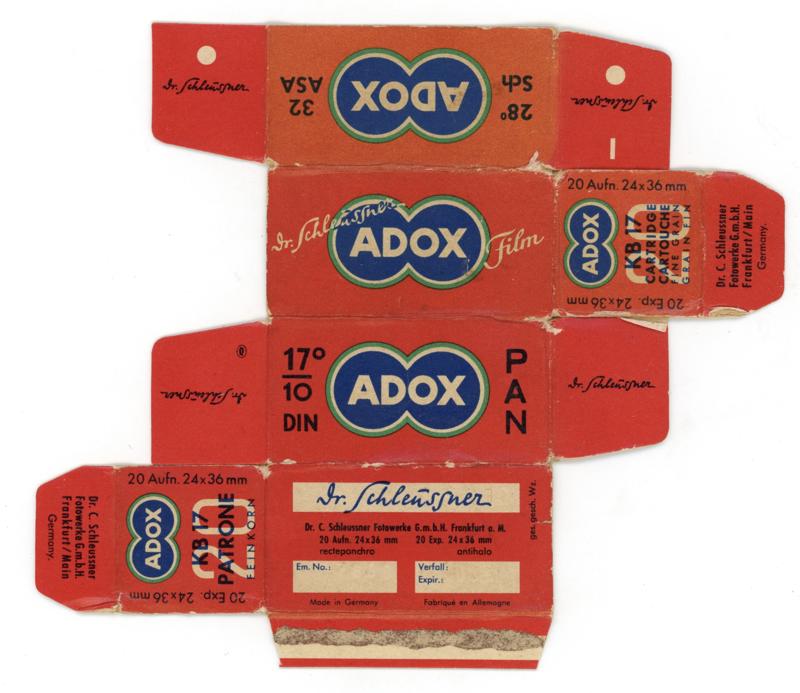 Dr. Schleussner
32
ASA
ADOX
28°
Sch
Dr. Schleussner
Dr. Schleussner
ADOX
Film
20 Aufn. 24x36 mm
ADOX
20
KB 17
CARTRIDGE
CARTOUCHE
FINE GRAIN
GRAIN FIN
20 Exp. 24x36 mm
Dr. C. Schleussner
Fotowerke G.m.b.H.
Frankfurt/Main
Germany.
Dr. Schleussner
17°
10
DIN
ADOX
PAN
Dr. Schleussner
Dr. C. Schleussner
Fotowerke G.m.b.H.
Frankfurt/Main
Germany.
20 Aufn. 24x36 mm
ADOX
20
KB 17
PATRONE
FEINKORN
20 Exp. 24x36 mm
Dr. Schleussner
Dr. C. Schleussner Fotowerke G.m.b.H. Frankfurt a. M.
20 Aufn. 24x36 mm 20 Exp. 24x36 mm
recteponchro antihalo
Em. No.: Verfall:
Expir.:
Made in Germany Fabriqué en Allemagne
ges. gesch. Wz.